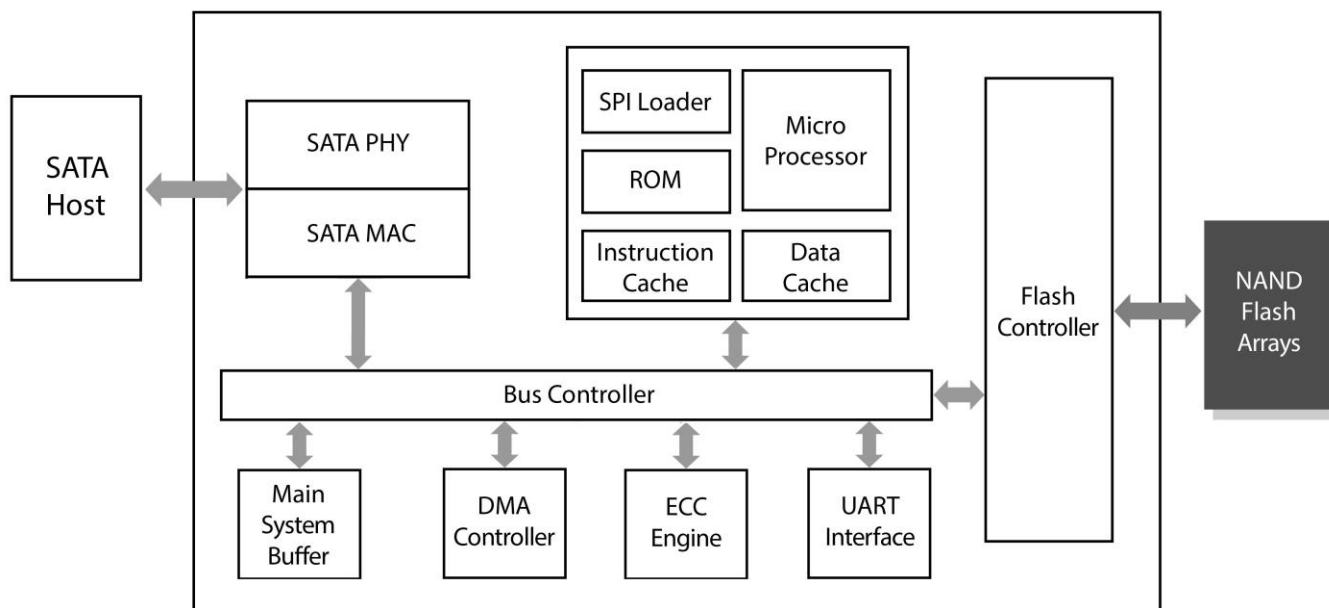 SATA
Host
SATA PHY
SATA MAC
SPI Loader
ROM
Instruction
Cache
Micro
Processor
Data
Cache
Flash
Controller
NAND
Flash
Arrays
Bus Controller
Main
System
Buffer
DMA
Controller
ECC
Engine
UART
Interface